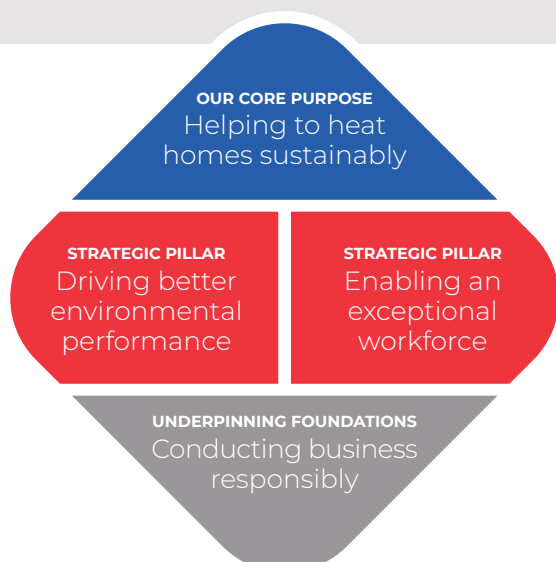 OUR CORE PURPOSE
Helping to heat
homes sustainably
STRATEGIC PILLAR
Driving better
environmental
performance
STRATEGIC PILLAR
Enabling an
exceptional
workforce
UNDERPINNING FOUNDATIONS
Conducting business
responsibly